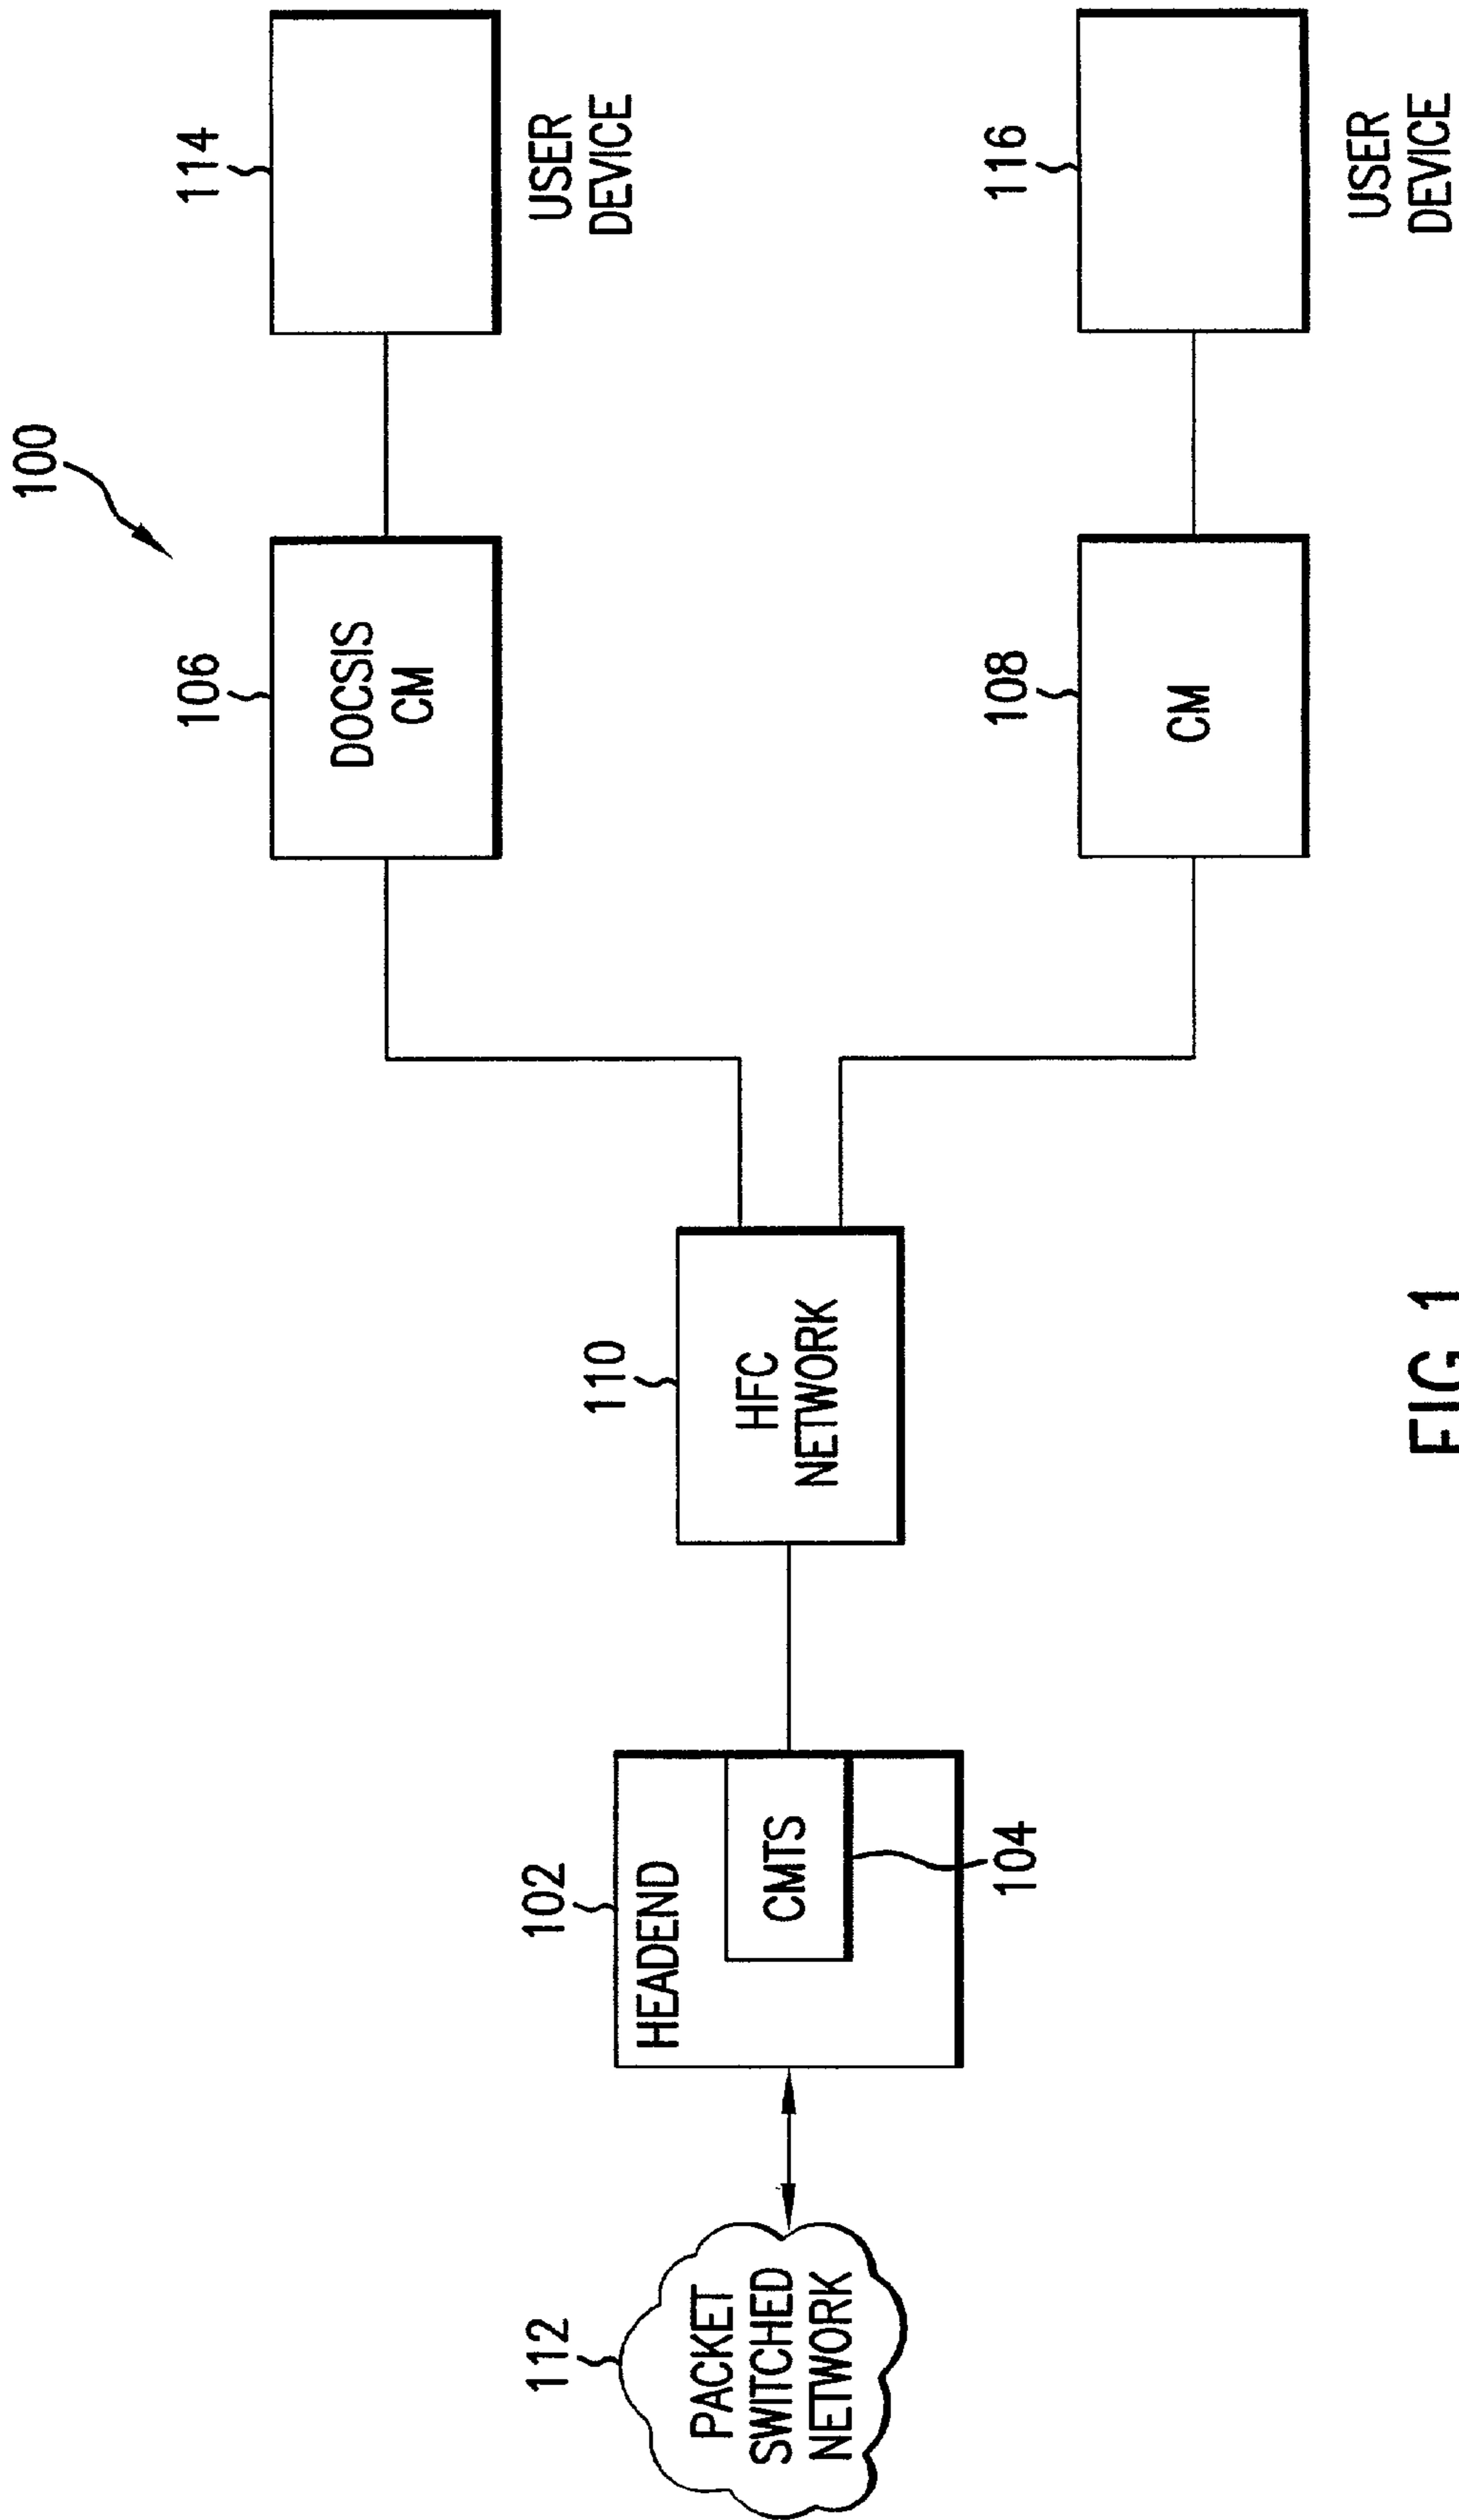 100
112
PACKET
SWITCHED
NETWORK
102
HEADEND
CMTS
104
110
HFC
NETWORK
106
DOCSIS
CM
114
USER
DEVICE
108
CM
116
USER
DEVICE
FIG.1